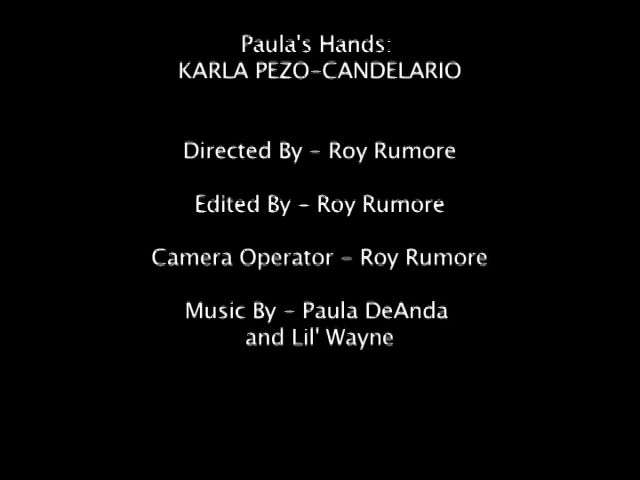 Paula's Hands:
KARLA PEZO-CANDELARIO
Directed By - Roy Rumore
Edited By - Roy Rumore
Camera Operator - Roy Rumore
Music By - Paula DeAnda
and Lil' Wayne